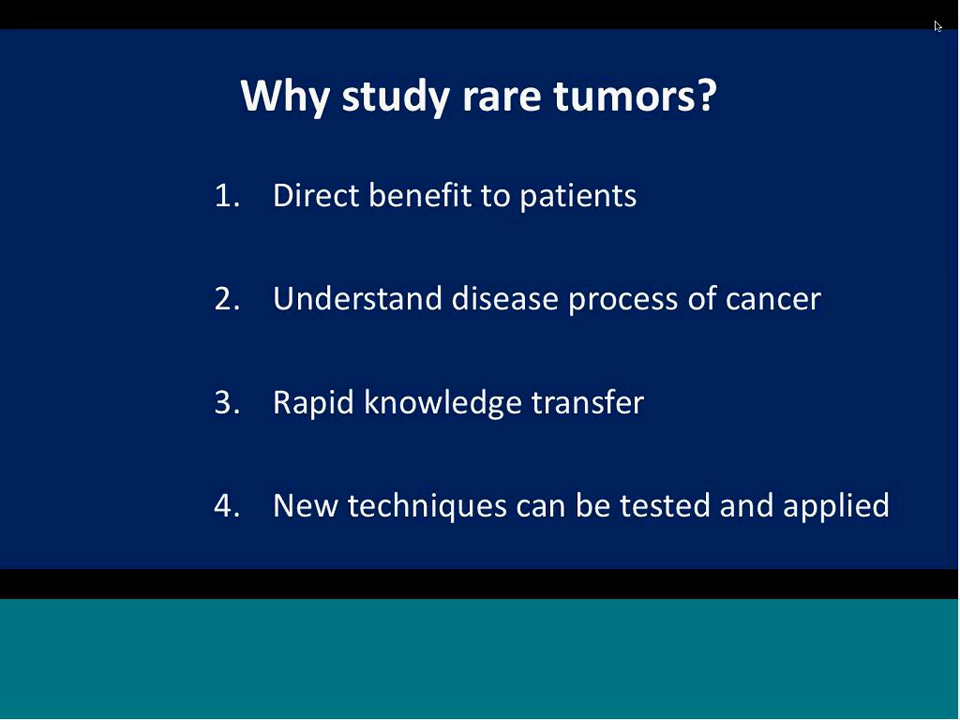 Why study rare tumors?
1. Direct benefit to patients
2. Understand disease process of cancer
3. Rapid knowledge transfer
4. New techniques can be tested and applied